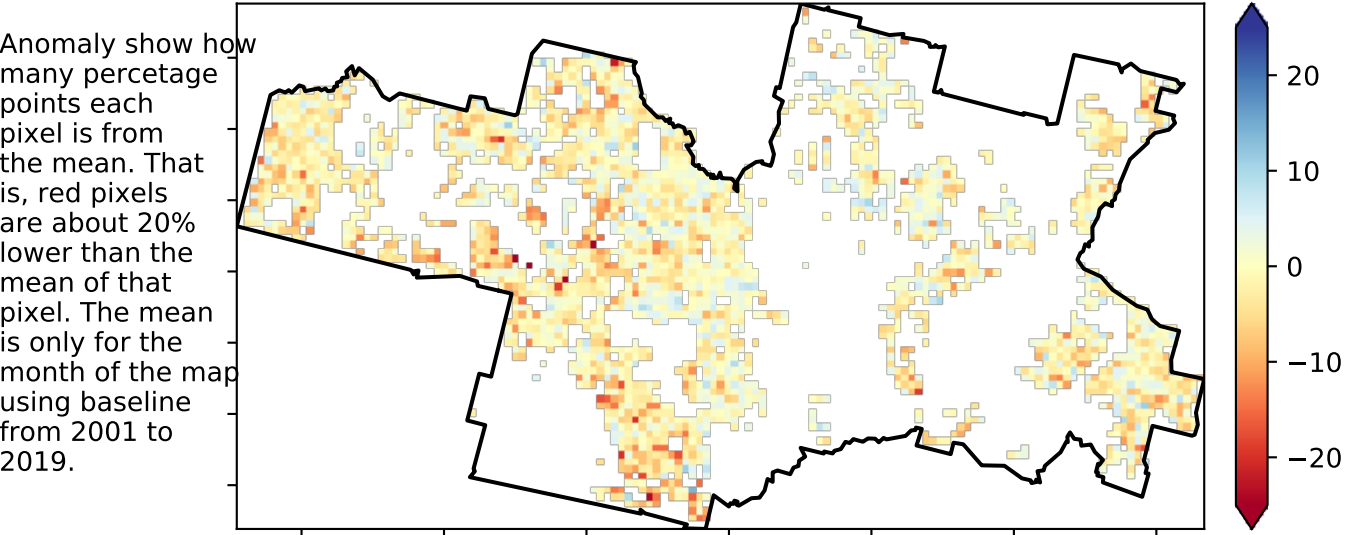 Anomaly show how
many percetage
points each
pixel is from
the mean. That
is, red pixels
are about 20%
lower than the
mean of that
pixel. The mean
is only for the
month of the map
using baseline
from 2001 to
2019.
20
10
0
−10
−20